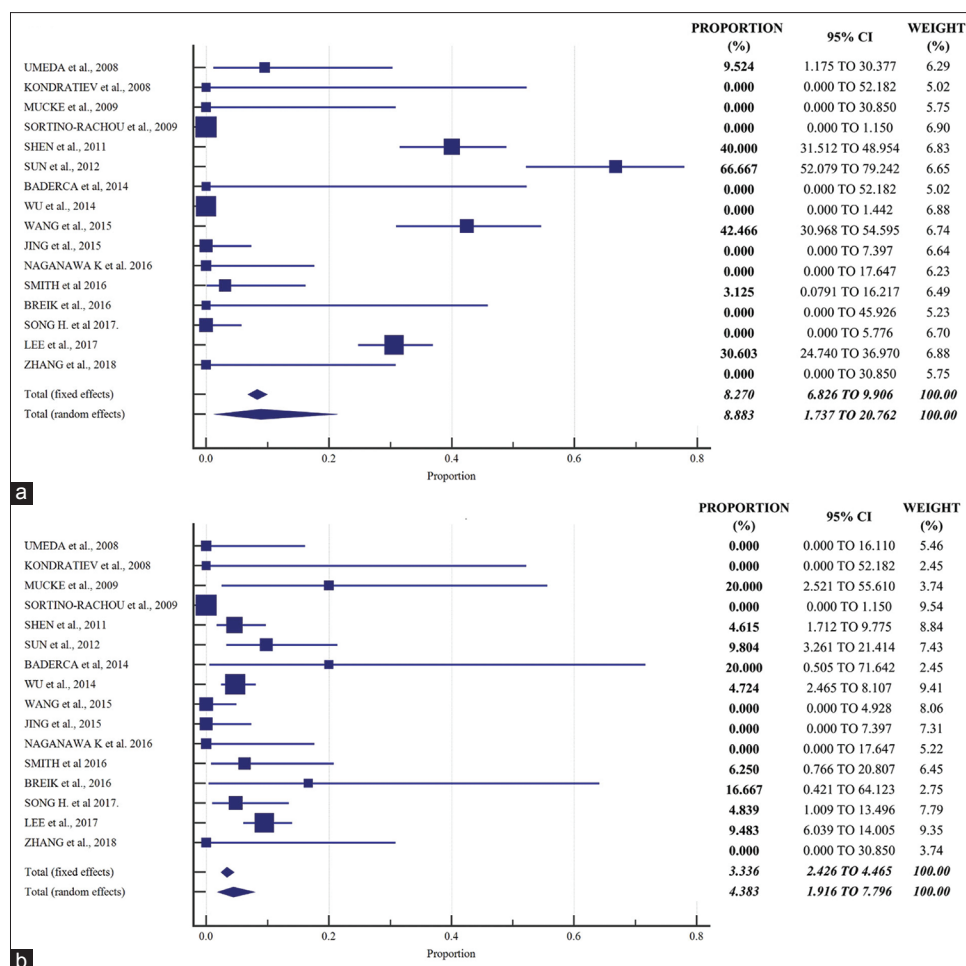 PROPORTION (%) 95% CI WEIGHT (%)
UMEDA et al., 2008 9.524 1.175 TO 30.377 6.29
KONDRATIEV et al., 2008 0.000 0.000 TO 52.182 5.02
MUCKE et al., 2009 0.000 0.000 TO 30.850 5.75
SORTINO-RACHOU et al., 2009 0.000 0.000 TO 1.150 6.90
SHEN et al., 2011 40.000 31.512 TO 48.954 6.83
SUN et al., 2012 66.667 52.079 TO 79.242 6.65
BADERCA et al, 2014 0.000 0.000 TO 52.182 5.02
WU et al., 2014 0.000 0.000 TO 1.442 6.88
WANG et al., 2015 42.466 30.968 TO 54.595 6.74
JING et al., 2015 0.000 0.000 TO 7.397 6.64
NAGANAWA K et al. 2016 0.000 0.000 TO 17.647 6.23
SMITH et al 2016 3.125 0.0791 TO 16.217 6.49
BREIK et al., 2016 0.000 0.000 TO 45.926 5.23
SONG H. et al 2017. 0.000 0.000 TO 5.776 6.70
LEE et al., 2017 30.603 24.740 TO 36.970 6.88
ZHANG et al., 2018 0.000 0.000 TO 30.850 5.75
Total (fixed effects) 8.270 6.826 TO 9.906 100.00
Total (random effects) 8.883 1.737 TO 20.762 100.00
0.0 0.2 0.4 0.6 0.8
Proportion
a
PROPORTION (%) 95% CI WEIGHT (%)
UMEDA et al., 2008 0.000 0.000 TO 16.110 5.46
KONDRATIEV et al., 2008 0.000 0.000 TO 52.182 2.45
MUCKE et al., 2009 20.000 2.521 TO 55.610 3.74
SORTINO-RACHOU et al., 2009 0.000 0.000 TO 1.150 9.54
SHEN et al., 2011 4.615 1.712 TO 9.775 8.84
SUN et al., 2012 9.804 3.261 TO 21.414 7.43
BADERCA et al, 2014 20.000 0.505 TO 71.642 2.45
WU et al., 2014 4.724 2.465 TO 8.107 9.41
WANG et al., 2015 0.000 0.000 TO 4.928 8.06
JING et al., 2015 0.000 0.000 TO 7.397 7.31
NAGANAWA K et al. 2016 0.000 0.000 TO 17.647 5.22
SMITH et al 2016 6.250 0.766 TO 20.807 6.45
BREIK et al., 2016 16.667 0.421 TO 64.123 2.75
SONG H. et al 2017. 4.839 1.009 TO 13.496 7.79
LEE et al., 2017 9.483 6.039 TO 14.005 9.35
ZHANG et al., 2018 0.000 0.000 TO 30.850 3.74
Total (fixed effects) 3.336 2.426 TO 4.465 100.00
Total (random effects) 4.383 1.916 TO 7.796 100.00
0.0 0.2 0.4 0.6 0.8
Proportion
b